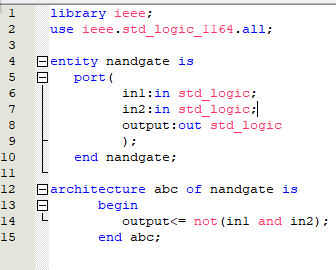 1 library ieee;
2 use ieee.std_logic_1164.all;
3
4 entity nandgate is
5 port(
6 in1:in std_logic;
7 in2:in std_logic;
8 output:out std_logic
9 );
10 end nandgate;
11
12 architecture abc of nandgate is
13 begin
14 output<= not(in1 and in2);
15 end abc;